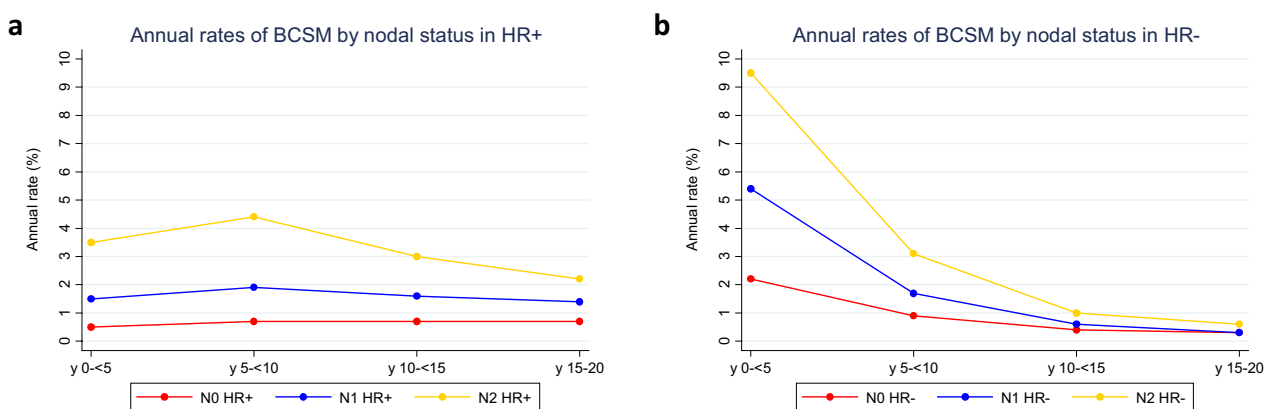 a
Annual rates of BCSM by nodal status in HR+
Annual rate (%)
10
9
8
7
6
5
4
3
2
1
0
y 0-<5 y 5-<10 y 10-<15 y 15-20
N0 HR+ N1 HR+ N2 HR+
b
Annual rates of BCSM by nodal status in HR-
Annual rate (%)
10
9
8
7
6
5
4
3
2
1
0
y 0-<5 y 5-<10 y 10-<15 y 15-20
N0 HR- N1 HR- N2 HR-